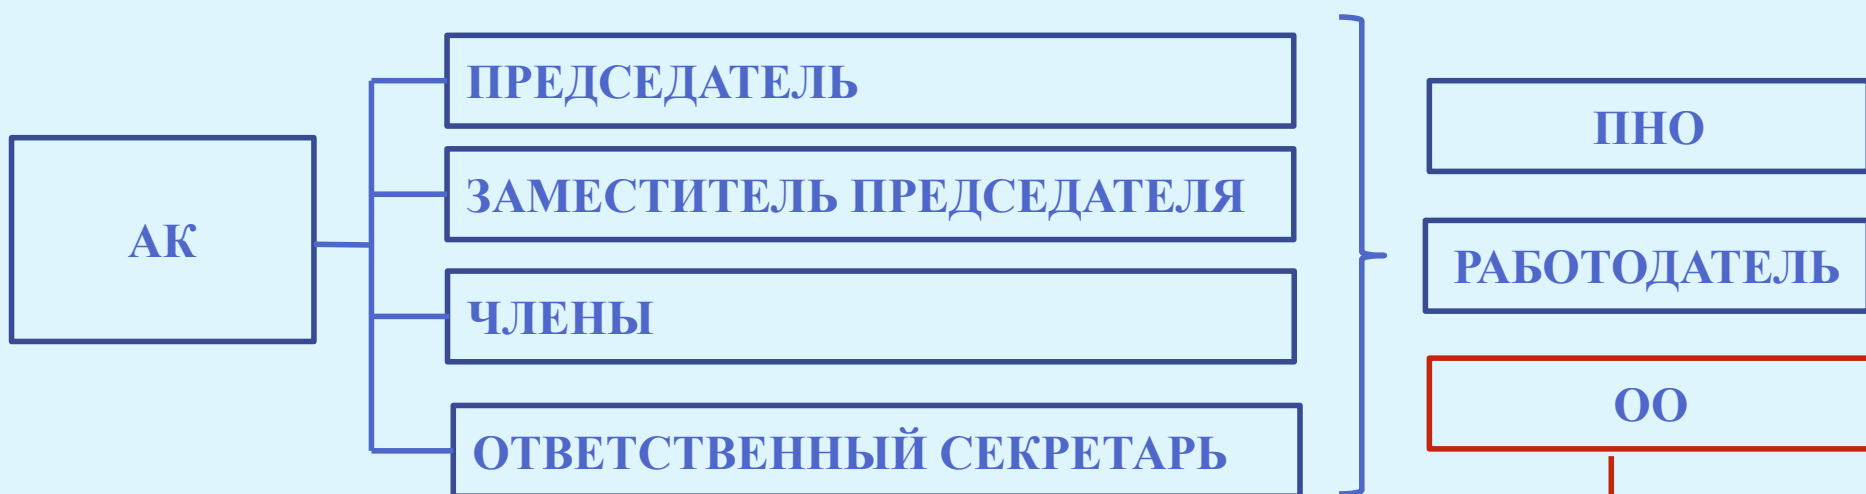 АК
ПРЕДСЕДАТЕЛЬ
ЗАМЕСТИТЕЛЬ ПРЕДСЕДАТЕЛЯ
ЧЛЕНЫ
ОТВЕТСТВЕННЫЙ СЕКРЕТАРЬ
ПНО
РАБОТОДАТЕЛЬ
ОО